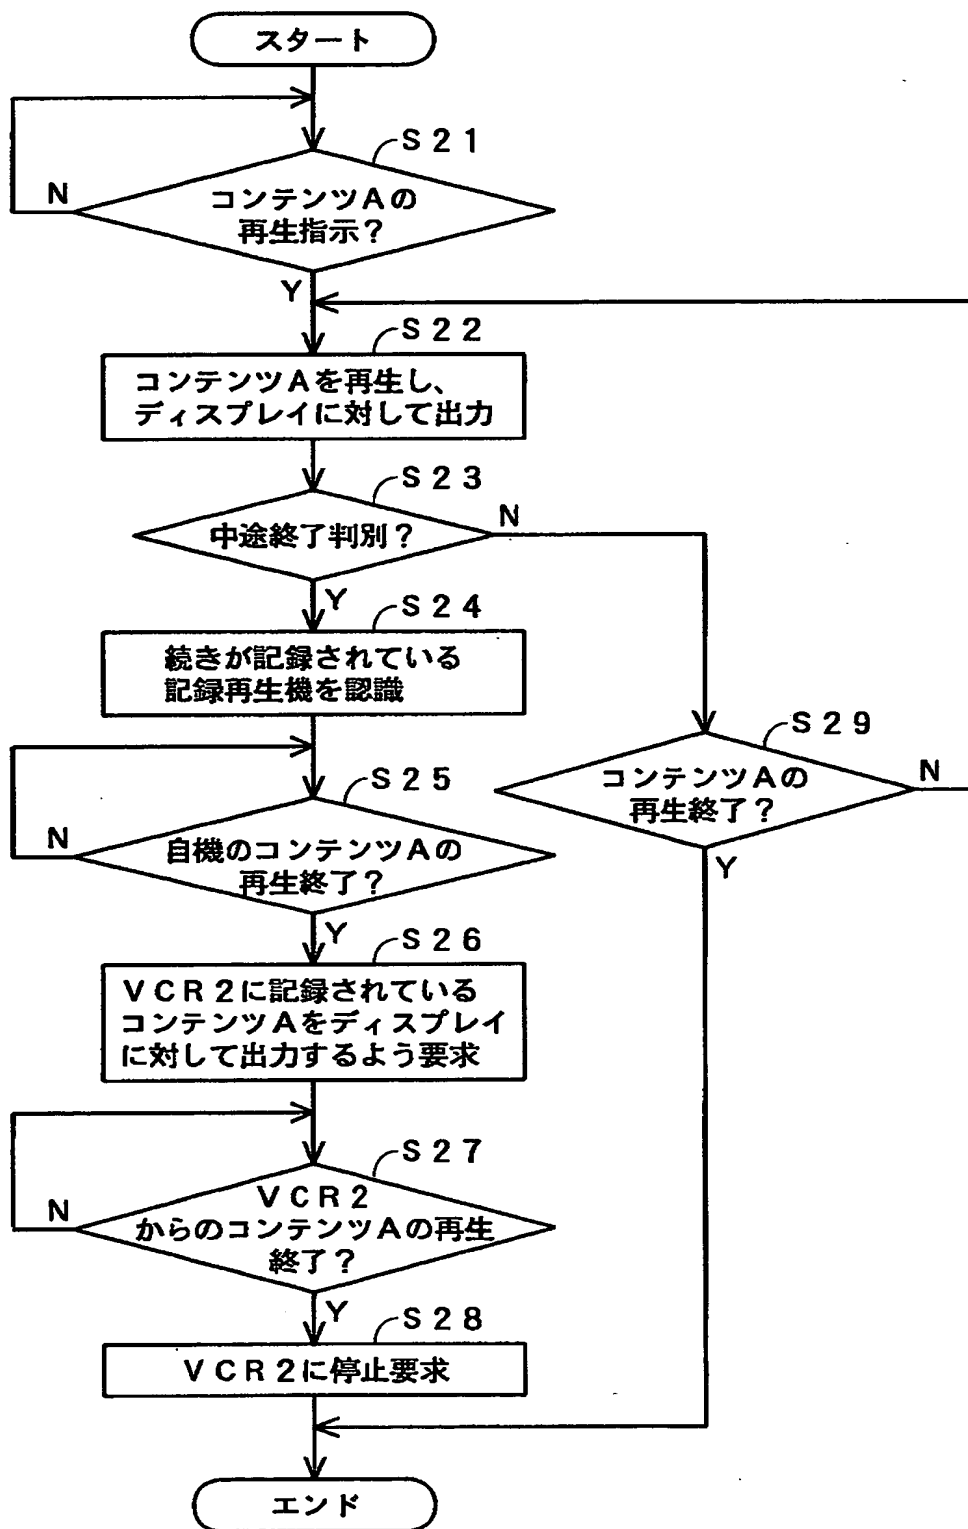 スタート
S21
コンテンツAの
再生指示?
N
Y
S22
コンテンツAを再生し、
ディスプレイに対して出力
S23
中途終了判別?
N
Y
S24
続きが記録されている
記録再生機を認識
S29
コンテンツAの
再生終了?
N
Y
S25
自機のコンテンツAの
再生終了?
N
Y
S26
VCR2に記録されている
コンテンツAをディスプレイ
に対して出力するよう要求
S27
VCR2
からのコンテンツAの再生
終了?
N
Y
S28
VCR2に停止要求
エンド